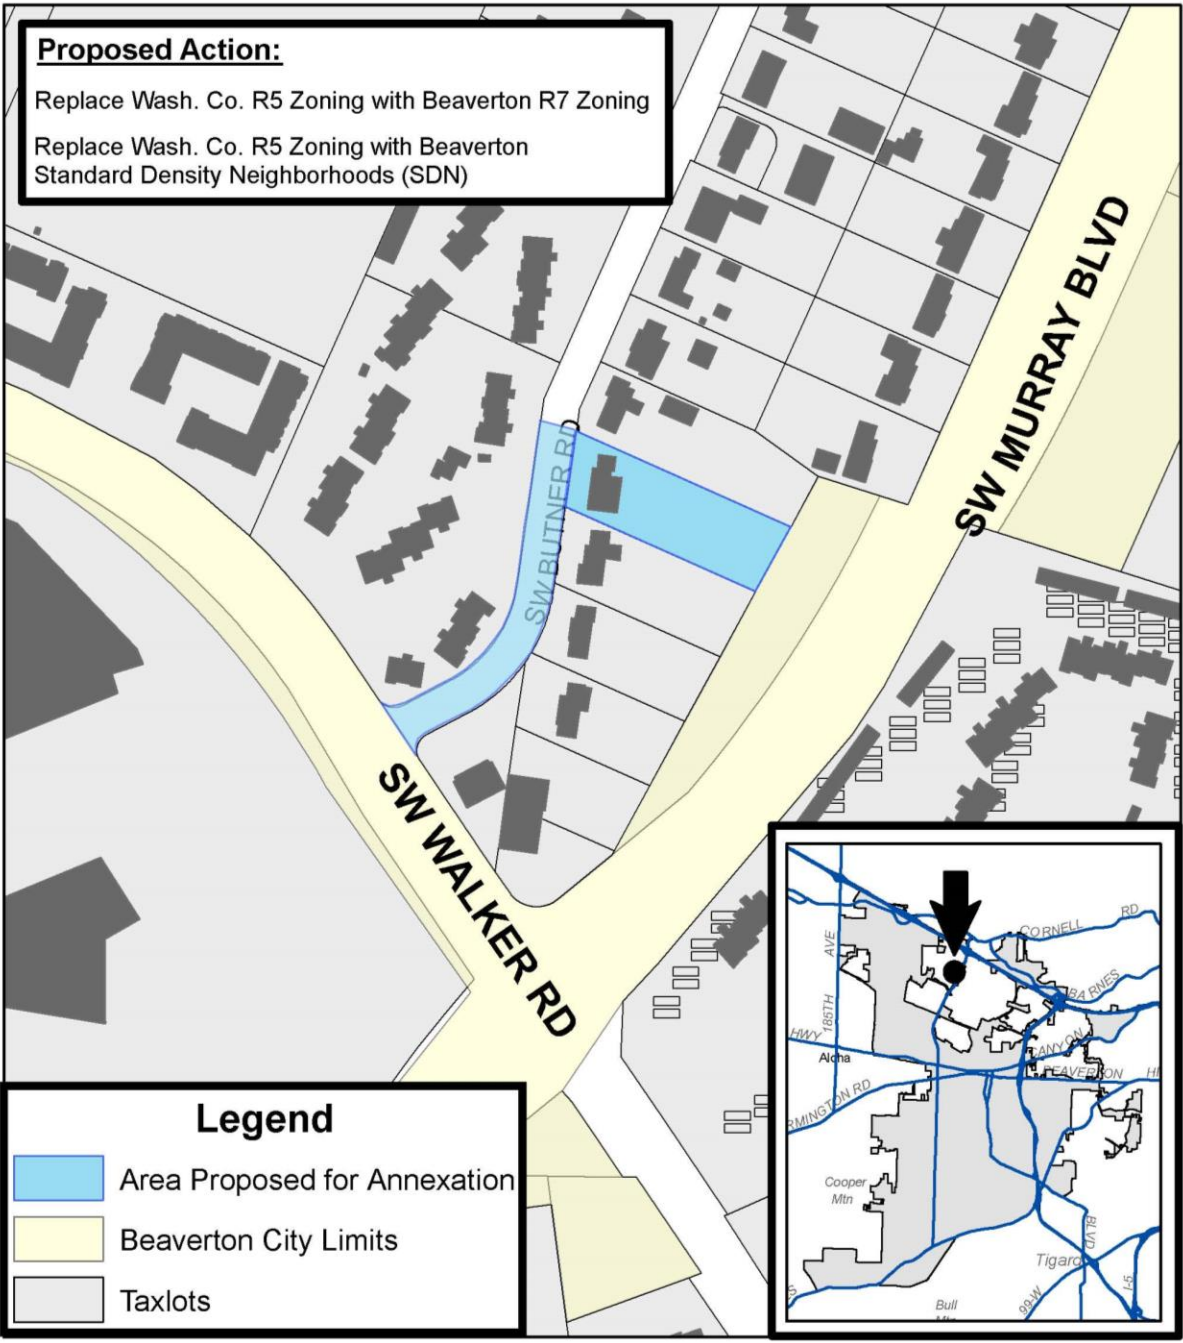 Proposed Action:
Replace Wash. Co. R5 Zoning with Beaverton R7 Zoning
Replace Wash. Co. R5 Zoning with Beaverton
Standard Density Neighborhoods (SDN)
SW MURRAY BLVD
SW BUTNER RD
SW WALKER RD
Legend
Area Proposed for Annexation
Beaverton City Limits
Taxlots
CORNELL RD
185TH AVE
BARNES
HWY
CANYON
Aloha
BEAVERTON
RMINGTON RD
Cooper
Mtn
BLVD
Tigard
99-W
I-5
Bull